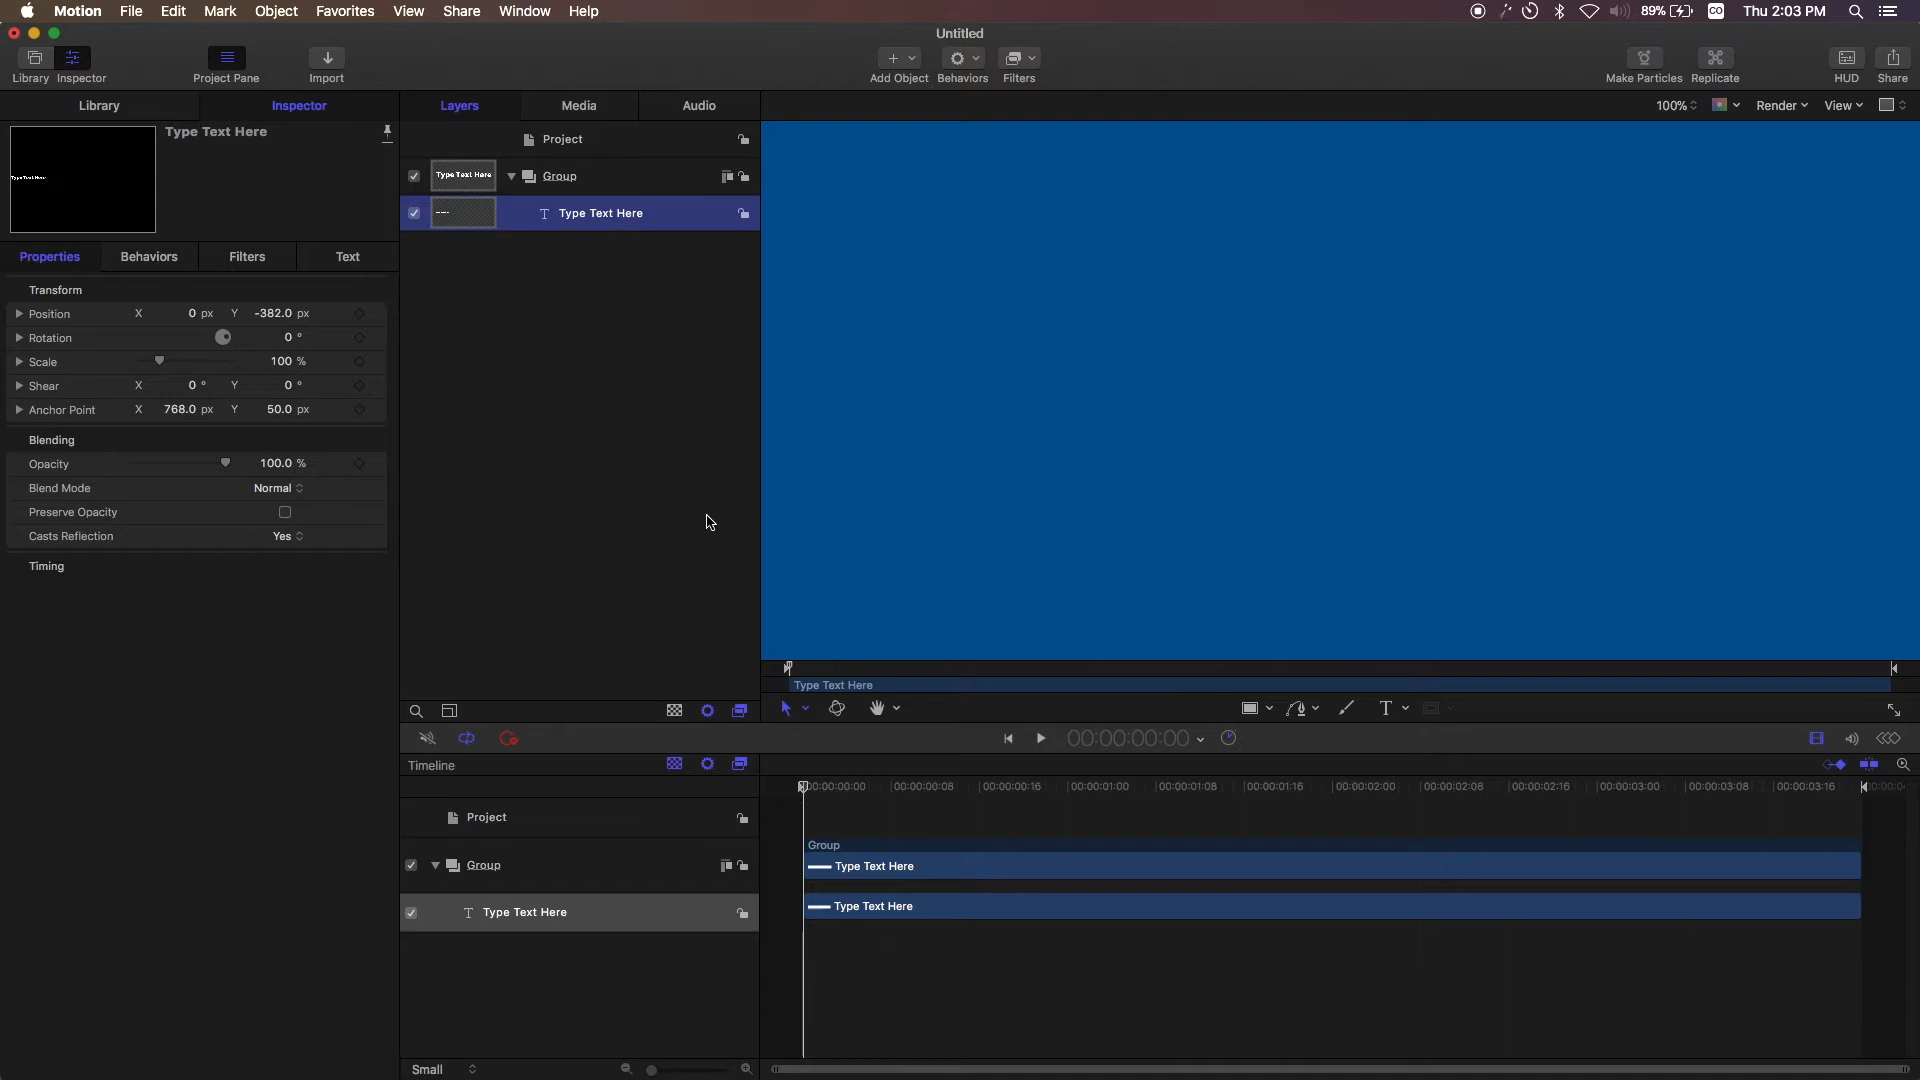 Motion File Edit Mark Object Favorites View Share Window Help
89% Thu 2:03 PM
Untitled
Library Inspector Project Pane Import Add Object Behaviors Filters Make Particles Replicate HUD Share
Library Inspector Layers Media Audio 100% Render View
Type Text Here
Type Text Here
Project
Type Text Here Group
Type Text Here
Properties Behaviors Filters Text
Transform
Position X 0 px Y -382.0 px
Rotation 0 °
Scale 100 %
Shear X 0 ° Y 0 °
Anchor Point X 768.0 px Y 50.0 px
Blending
Opacity 100.0 %
Blend Mode Normal
Preserve Opacity
Casts Reflection Yes
Timing
Type Text Here
T
00:00:00:00
Timeline
00:00:00:00 00:00:00:08 00:00:00:16 00:00:01:00 00:00:01:08 00:00:01:16 00:00:02:00 00:00:02:08 00:00:02:16 00:00:03:00 00:00:03:08 00:00:03:16
Project
Group
Group
Type Text Here
Type Text Here
Type Text Here
Small